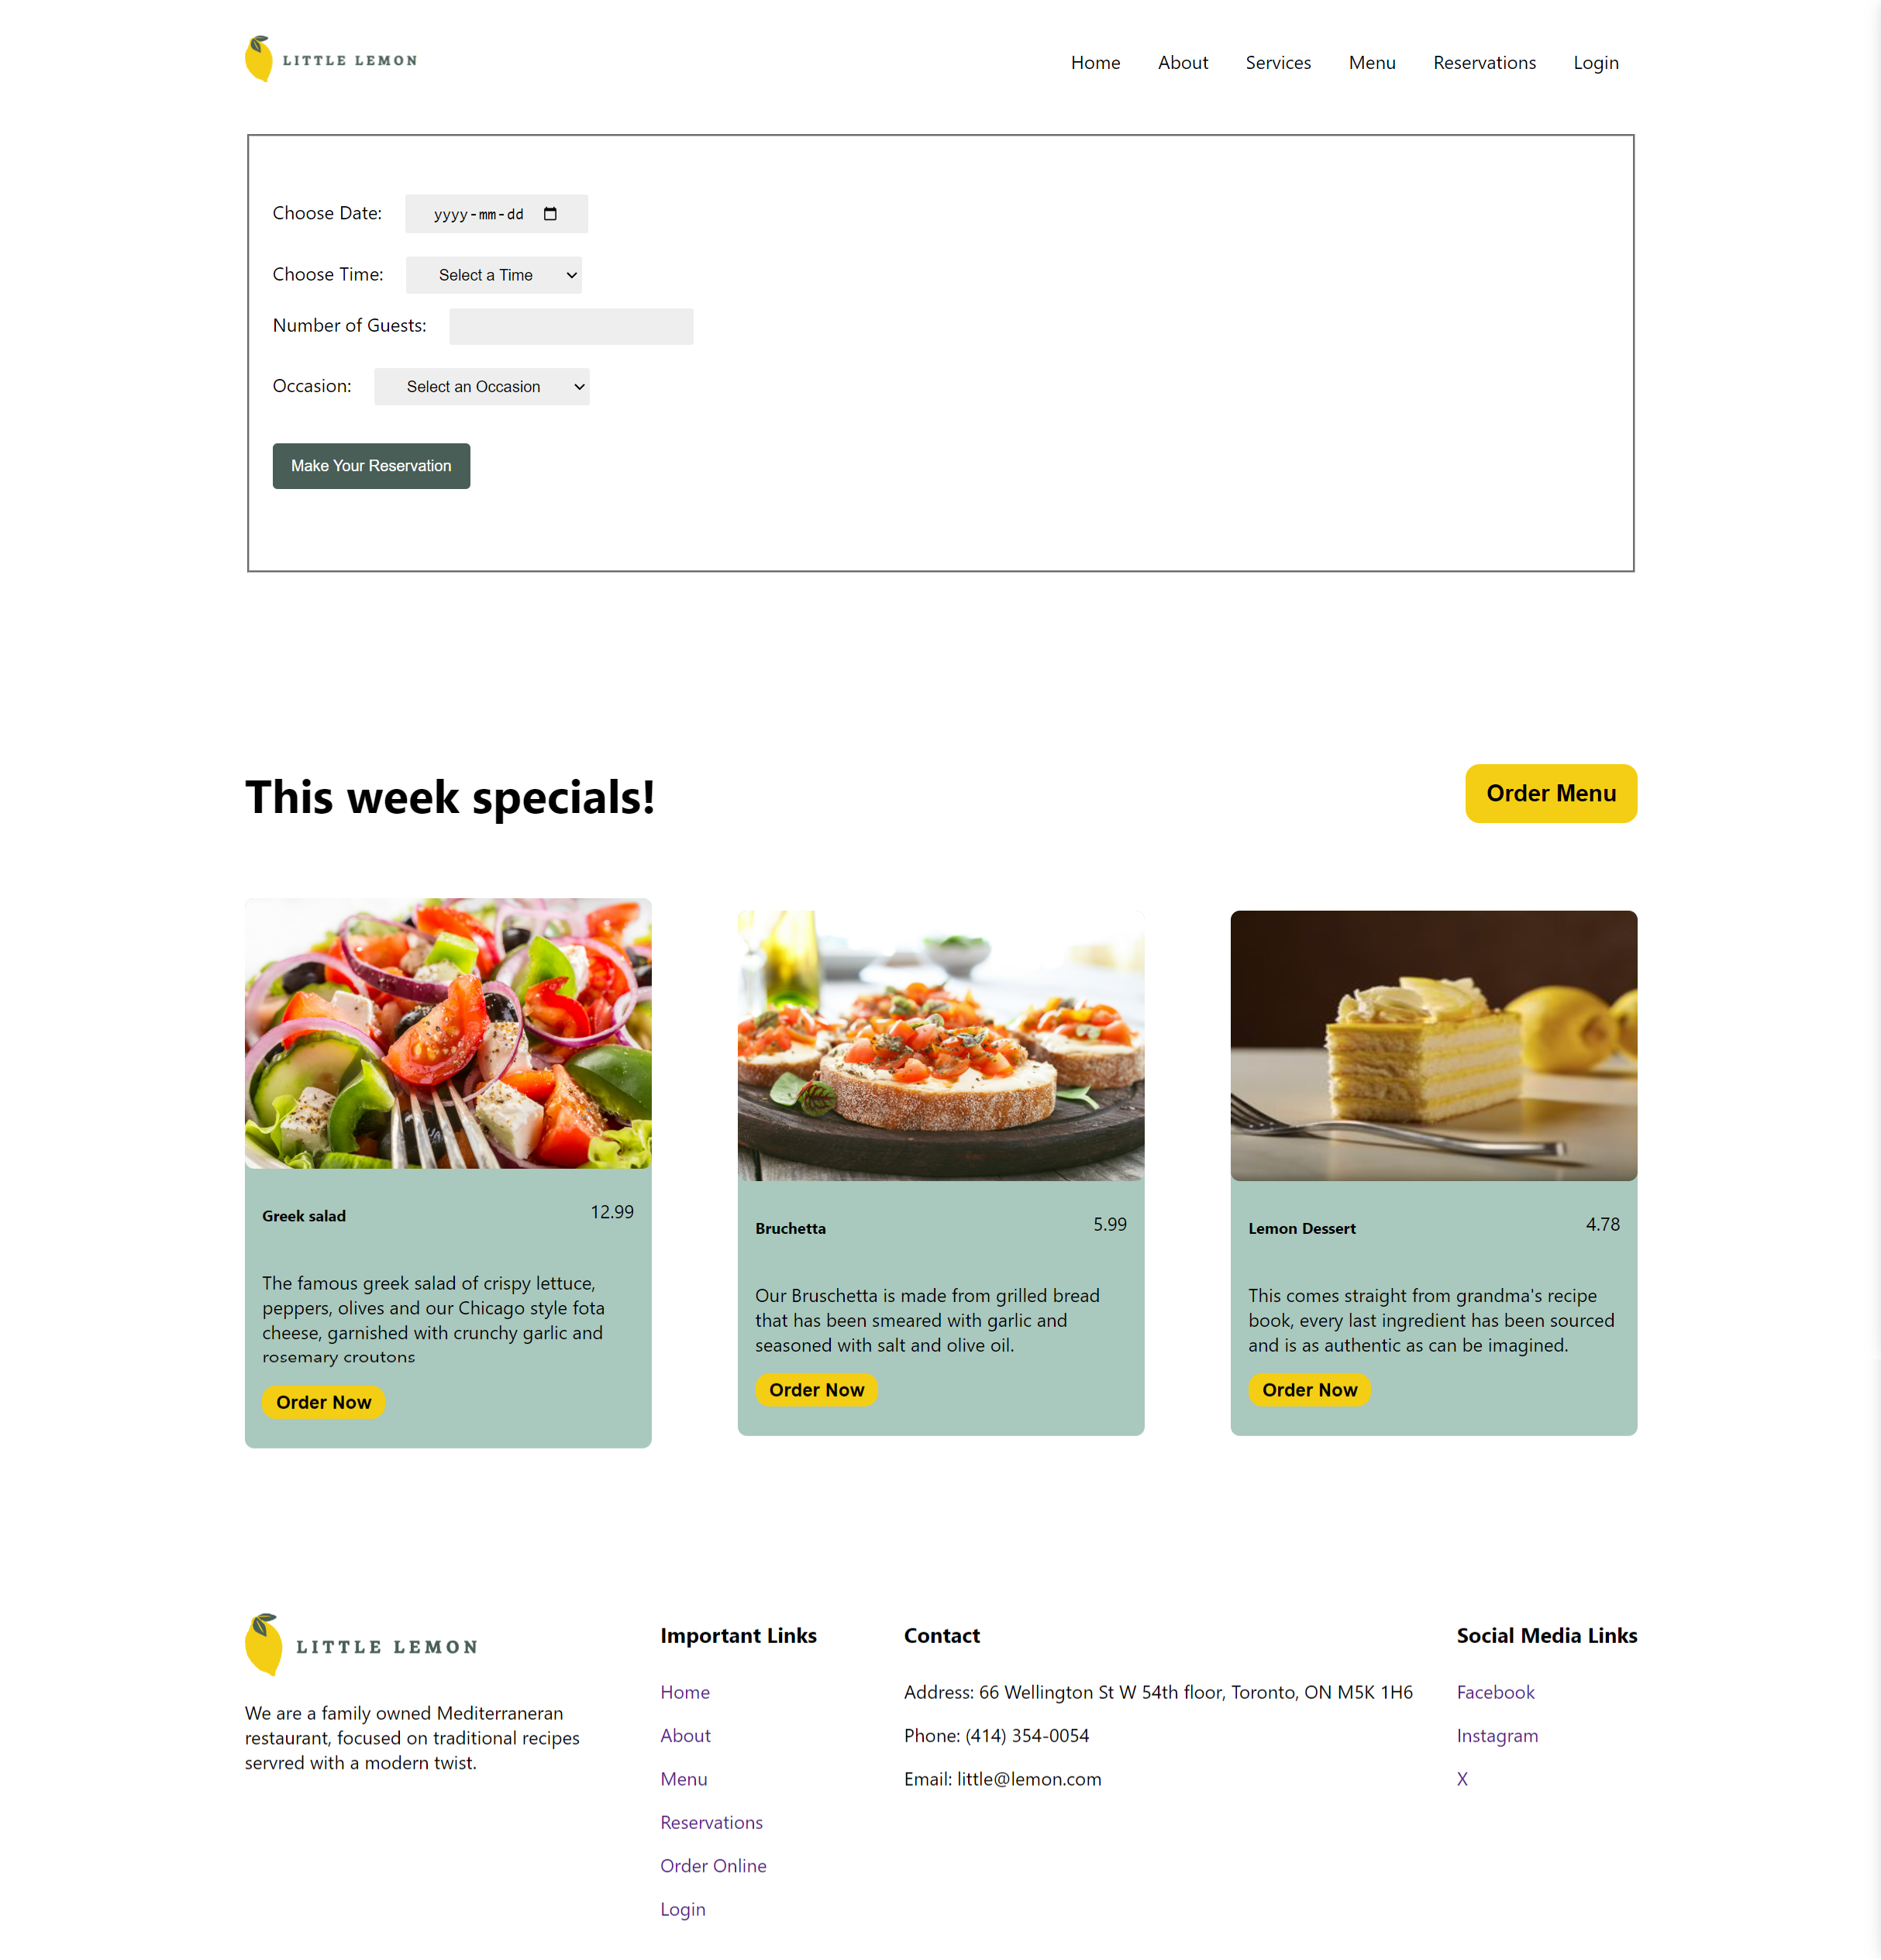 LITTLE LEMON
Home About Services Menu Reservations Login
Choose Date: yyyy-mm-dd
Choose Time: Select a Time
Number of Guests:
Occasion: Select an Occasion
Make Your Reservation
This week specials!
Order Menu
Greek salad 12.99
The famous greek salad of crispy lettuce,
peppers, olives and our Chicago style fota
cheese, garnished with crunchy garlic and
rosemary croutons
Order Now
Bruchetta 5.99
Our Bruschetta is made from grilled bread
that has been smeared with garlic and
seasoned with salt and olive oil.
Order Now
Lemon Dessert 4.78
This comes straight from grandma's recipe
book, every last ingredient has been sourced
and is as authentic as can be imagined.
Order Now
LITTLE LEMON
We are a family owned Mediterraneran
restaurant, focused on traditional recipes
servred with a modern twist.
Important Links
Home
About
Menu
Reservations
Order Online
Login
Contact
Address: 66 Wellington St W 54th floor, Toronto, ON M5K 1H6
Phone: (414) 354-0054
Email: little@lemon.com
Social Media Links
Facebook
Instagram
X